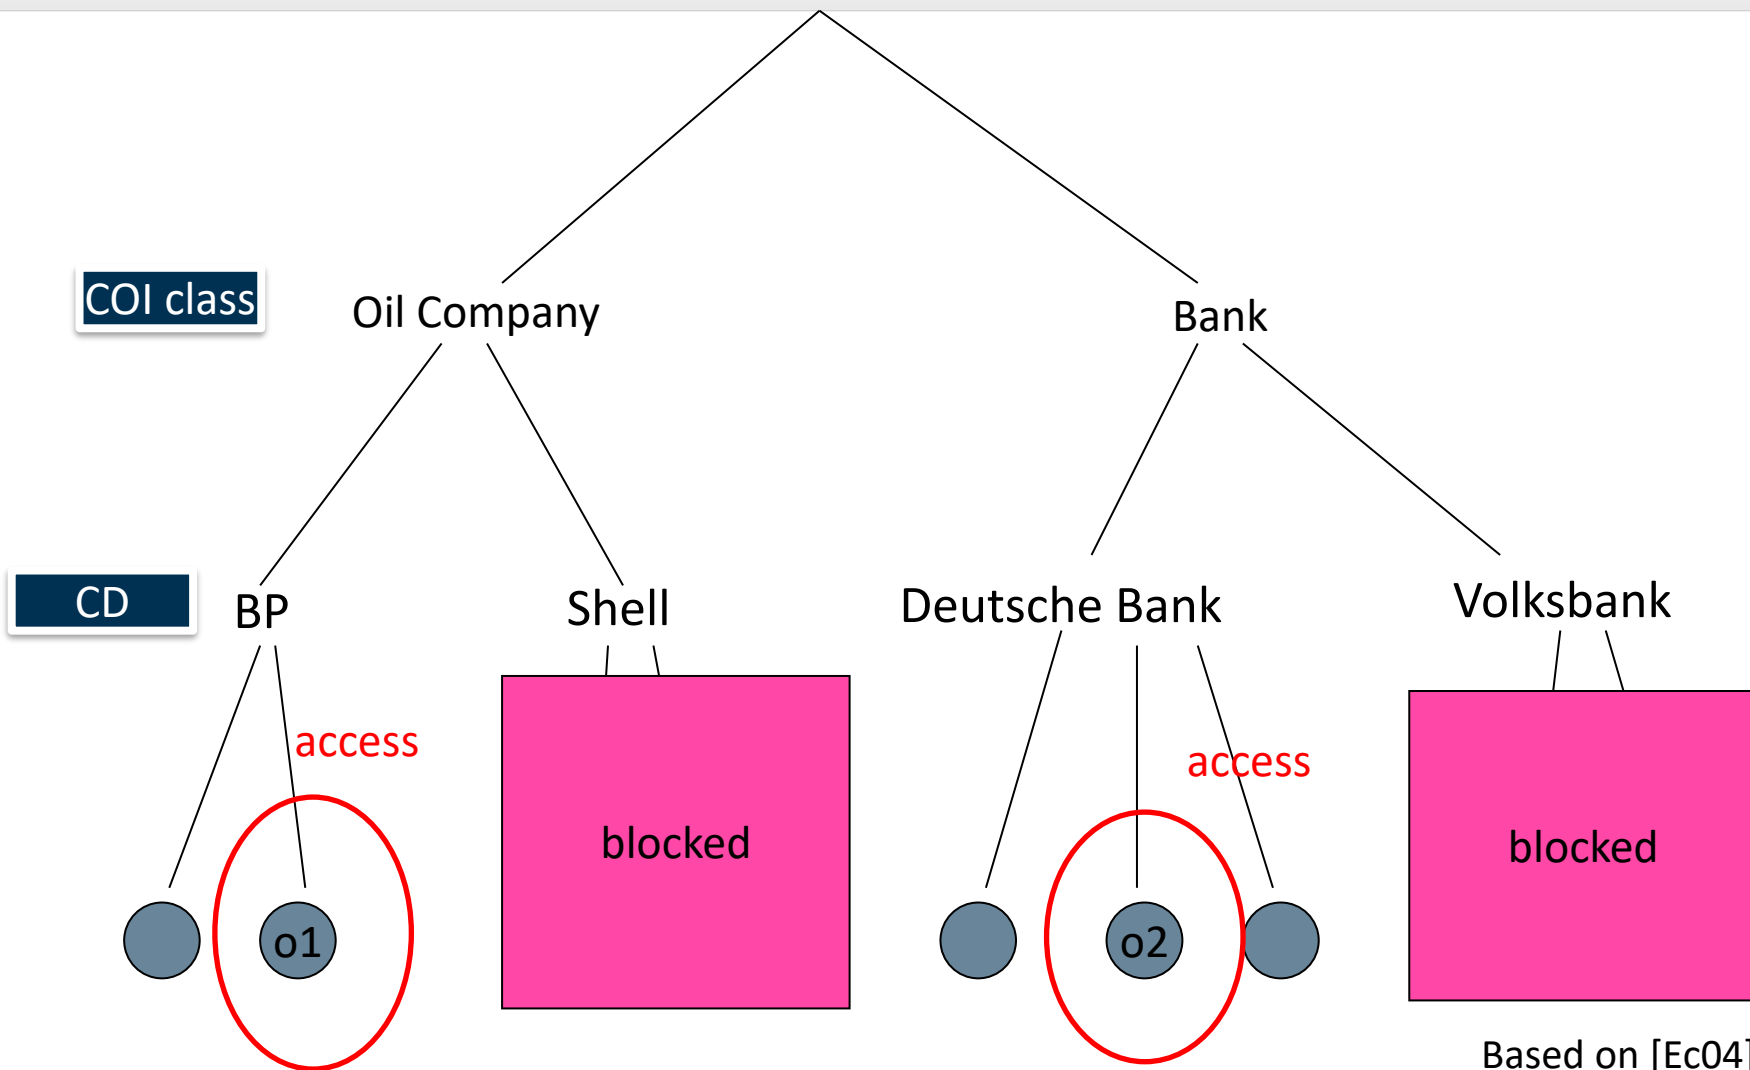 COI class
Oil Company
Bank
CD
BP
Shell
Deutsche Bank
Volksbank
access
access
blocked
blocked
o1
o2
Based on [Ec04]